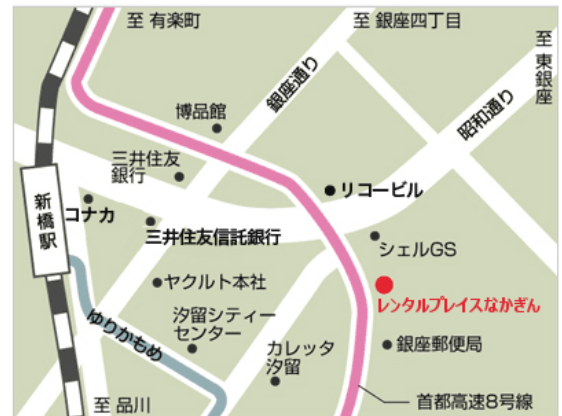 至 有楽町
至 銀座四丁目
至 東銀座
銀座通り
昭和通り
博品館
三井住友
銀行
新橋駅
コナカ
リコービル
三井住友信託銀行
シェルGS
ヤクルト本社
レンタルプレイスなかぎん
汐留シティー
センター
ゆりかもめ
カレッタ
汐留
銀座郵便局
至 品川
首都高速8号線